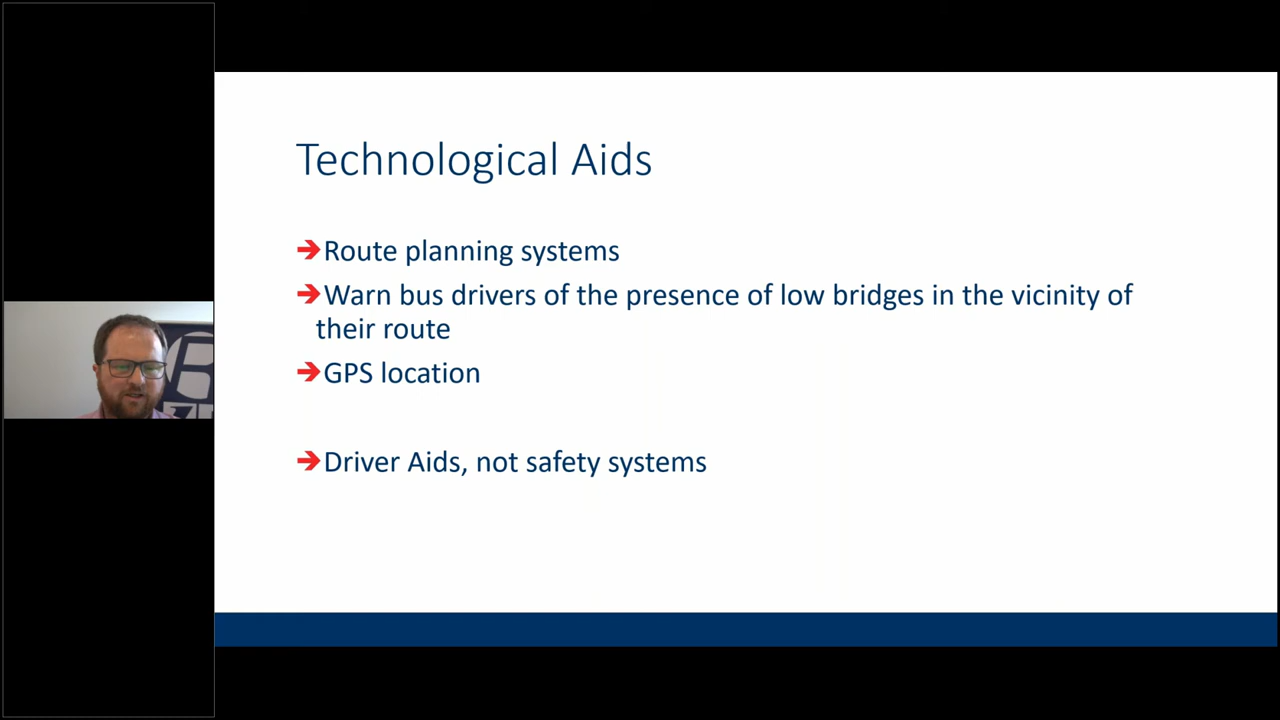 Technological Aids
➔Route planning systems
➔Warn bus drivers of the presence of low bridges in the vicinity of
their route
➔GPS location
➔Driver Aids, not safety systems